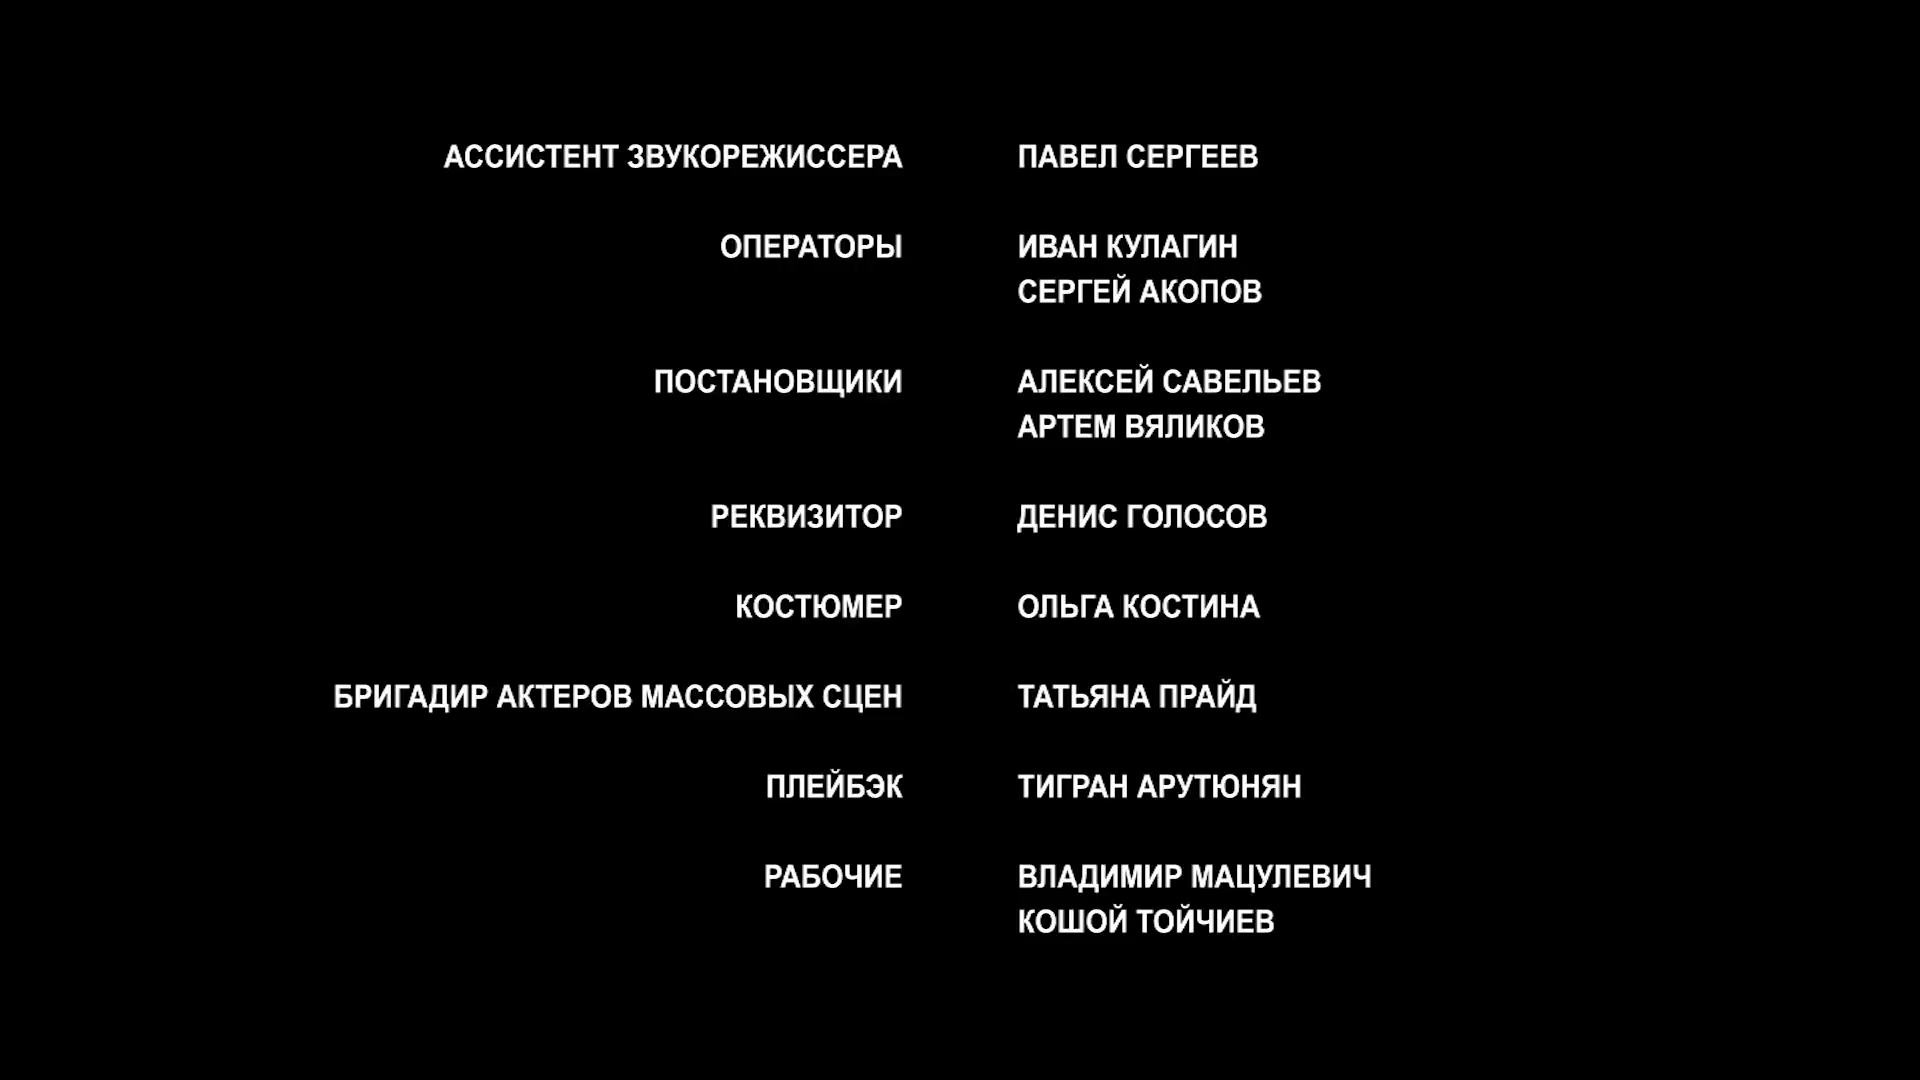 АССИСТЕНТ ЗВУКОРЕЖИССЕРА ПАВЕЛ СЕРГЕЕВ
ОПЕРАТОРЫ ИВАН КУЛАГИН
СЕРГЕЙ АКОПОВ
ПОСТАНОВЩИКИ АЛЕКСЕЙ САВЕЛЬЕВ
АРТЕМ ВЯЛИКОВ
РЕКВИЗИТОР ДЕНИС ГОЛОСОВ
КОСТЮМЕР ОЛЬГА КОСТИНА
БРИГАДИР АКТЕРОВ МАССОВЫХ СЦЕН ТАТЬЯНА ПРАЙД
ПЛЕЙБЭК ТИГРАН АРУТЮНЯН
РАБОЧИЕ ВЛАДИМИР МАЦУЛЕВИЧ
КОШОЙ ТОЙЧИЕВ